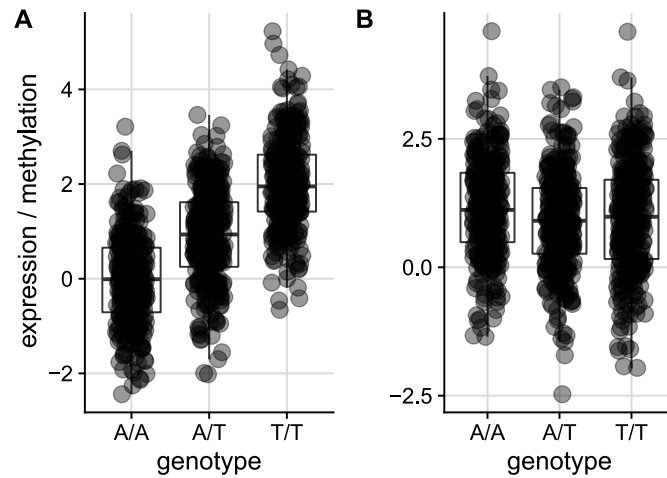 A
B
expression / methylation
4
2
0
−2
2.5
0.0
−2.5
A/A A/T T/T
A/A A/T T/T
genotype
genotype